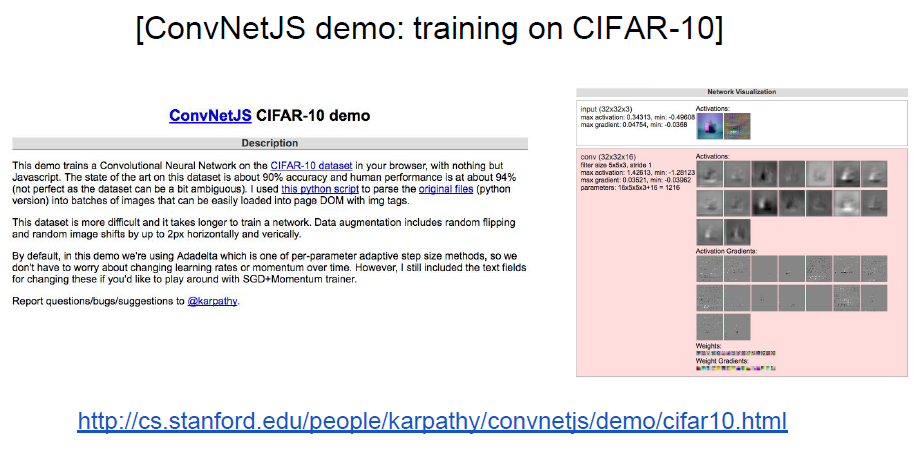 [ConvNetJS demo: training on CIFAR-10]
ConvNetJS CIFAR-10 demo
Description
This demo trains a Convolutional Neural Network on the CIFAR-10 dataset in your browser, with nothing but
Javascript. The state of the art on this dataset is about 90% accuracy and human performance is at about 94%
(not perfect as the dataset can be a bit ambiguous). I used this python script to parse the original files (python
version) into batches of images that can be easily loaded into page DOM with img tags.
This dataset is more difficult and it takes longer to train a network. Data augmentation includes random flipping
and random image shifts by up to 2px horizontally and verically.
By default, in this demo we're using Adadelta which is one of per-parameter adaptive step size methods, so we
don't have to worry about changing learning rates or momentum over time. However, I still included the text fields
for changing these if you'd like to play around with SGD+Momentum trainer.
Report questions/bugs/suggestions to @karpathy.
Network Visualization
input (32x32x3)
max activation: 0.34313, min: -0.49608
max gradient: 0.04754, min: -0.0368
Activations:
conv (32x32x16)
filter size 5x5x3, stride 1
max activation: 1.42613, min: -1.28123
max gradient: 0.03521, min: -0.03962
parameters: 16x5x5x3+16 = 1216
Activations:
Activation Gradients:
Weights:
Weight Gradients:
http://cs.stanford.edu/people/karpathy/convnetjs/demo/cifar10.html